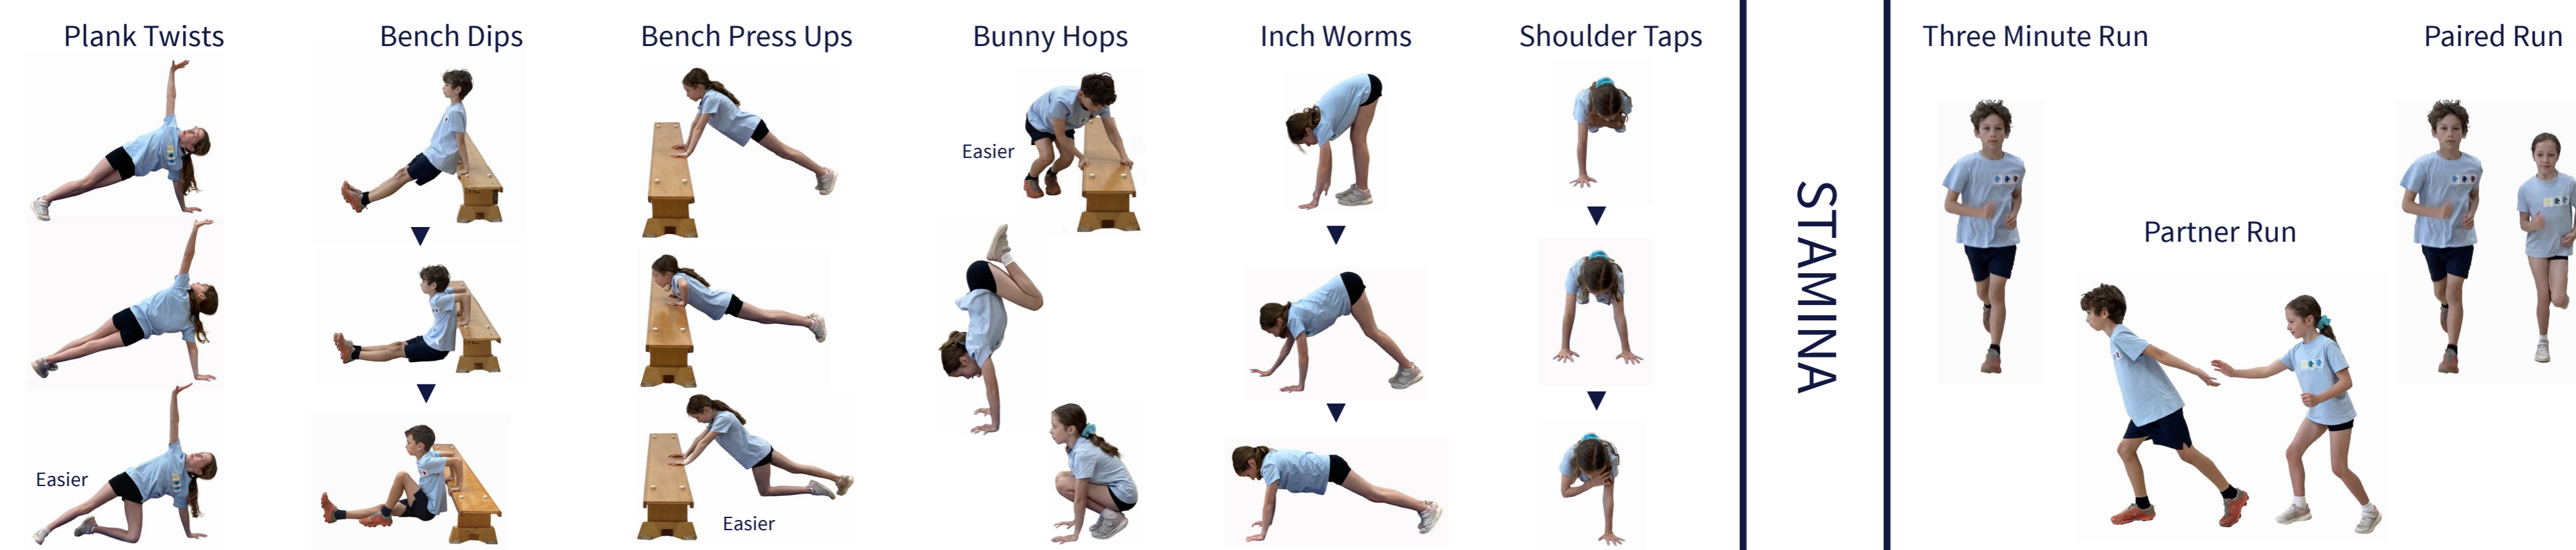 Plank Twists
Bench Dips
Bench Press Ups
Bunny Hops
Inch Worms
Shoulder Taps
Easier
Easier
Easier
STAMINA
Three Minute Run
Paired Run
Partner Run